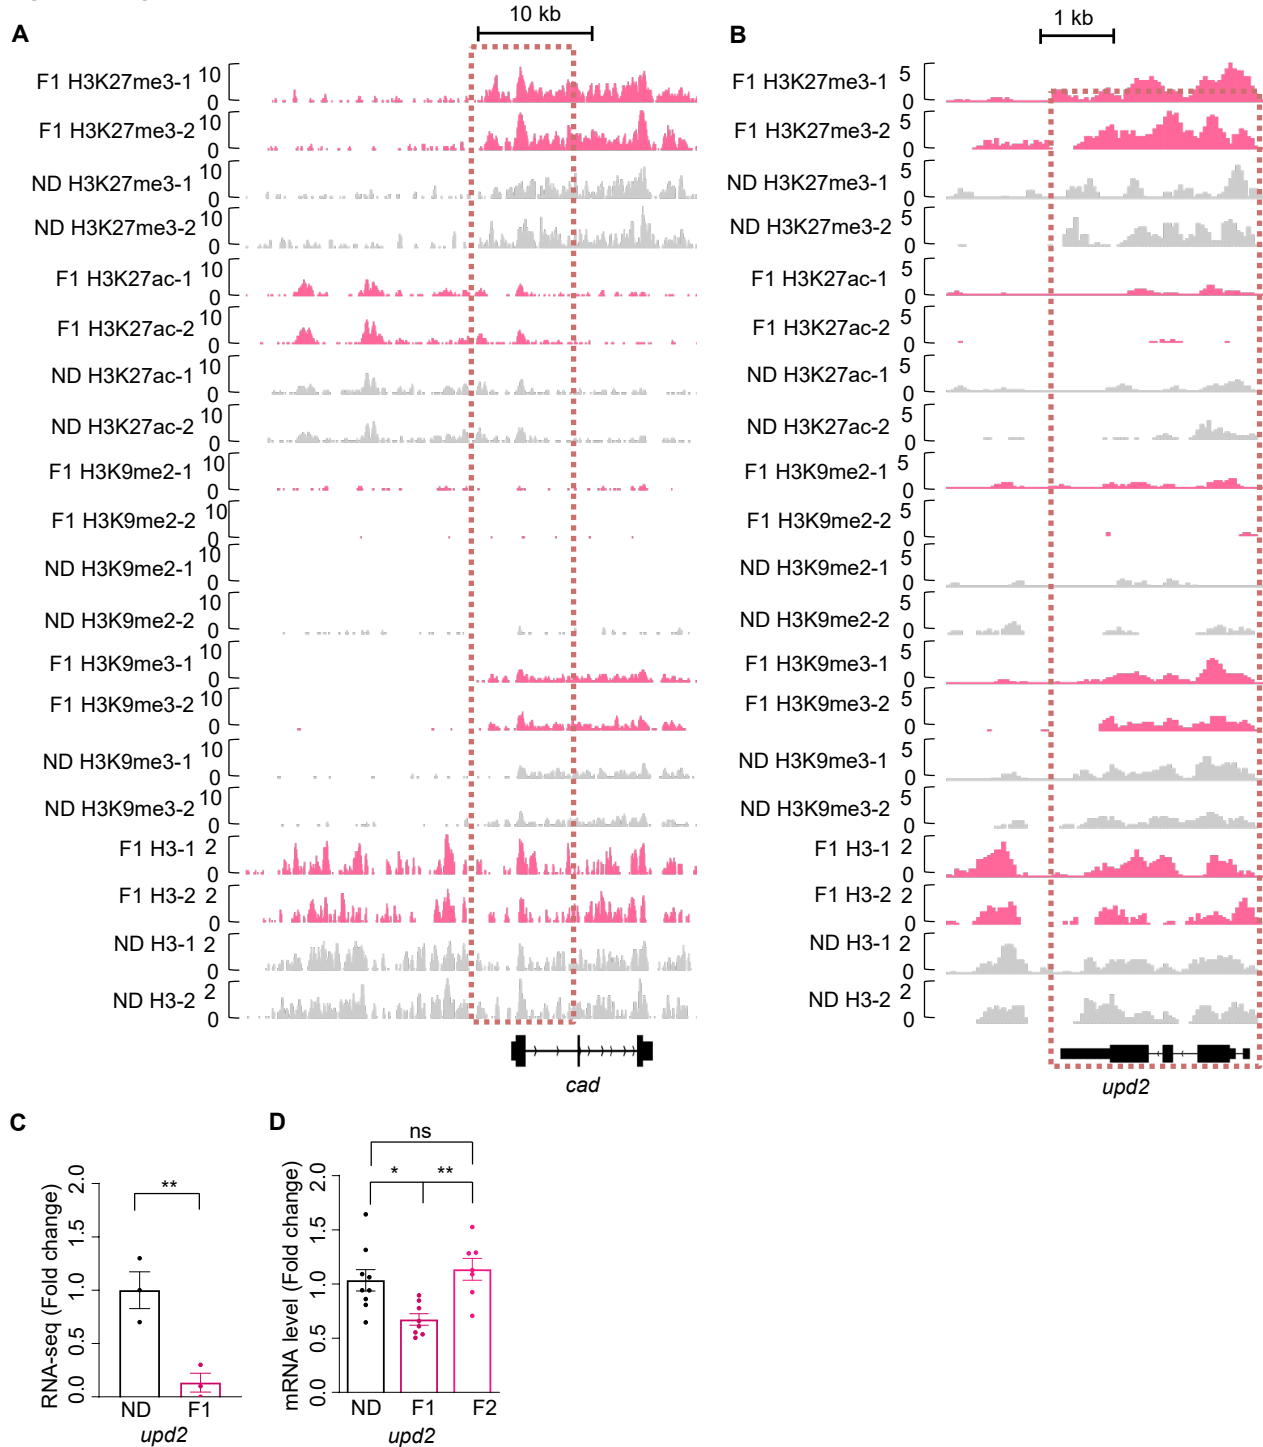 A
10 kb
F1 H3K27me3-1 10 0
F1 H3K27me3-2 10 0
ND H3K27me3-1 10 0
ND H3K27me3-2 10 0
F1 H3K27ac-1 10 0
F1 H3K27ac-2 10 0
ND H3K27ac-1 10 0
ND H3K27ac-2 10 0
F1 H3K9me2-1 10 0
F1 H3K9me2-2 10 0
ND H3K9me2-1 10 0
ND H3K9me2-2 10 0
F1 H3K9me3-1 10 0
F1 H3K9me3-2 10 0
ND H3K9me3-1 10 0
ND H3K9me3-2 10 0
F1 H3-1 2 0
F1 H3-2 2 0
ND H3-1 2 0
ND H3-2 2 0
cad
B
1 kb
F1 H3K27me3-1 5 0
F1 H3K27me3-2 5 0
ND H3K27me3-1 5 0
ND H3K27me3-2 5 0
F1 H3K27ac-1 5 0
F1 H3K27ac-2 5 0
ND H3K27ac-1 5 0
ND H3K27ac-2 5 0
F1 H3K9me2-1 5 0
F1 H3K9me2-2 5 0
ND H3K9me2-1 5 0
ND H3K9me2-2 5 0
F1 H3K9me3-1 5 0
F1 H3K9me3-2 5 0
ND H3K9me3-1 5 0
ND H3K9me3-2 5 0
F1 H3-1 2 0
F1 H3-2 2 0
ND H3-1 2 0
ND H3-2 2 0
upd2
C
RNA-seq (Fold change)
2.0
1.5
1.0
0.5
0.0
**
ND F1
upd2
D
mRNA level (Fold change)
2.0
1.5
1.0
0.5
0.0
ns
* **
ND F1 F2
upd2